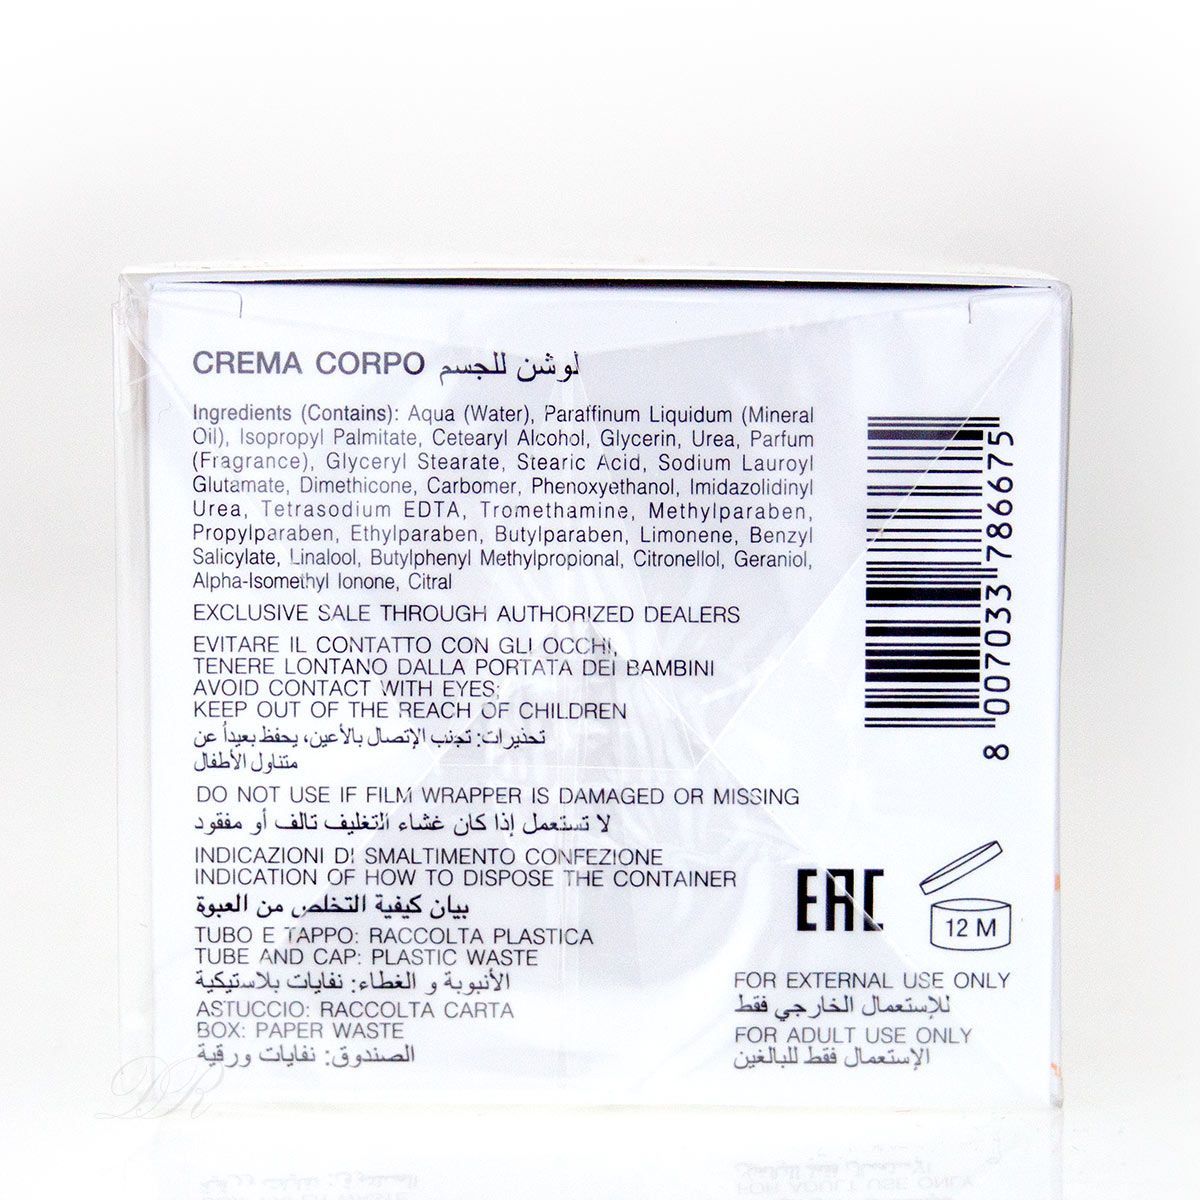 CREMA CORPO لوشن للجسم
Ingredients (Contains): Aqua (Water), Paraffinum Liquidum (Mineral
Oil), Isopropyl Palmitate, Cetearyl Alcohol, Glycerin, Urea, Parfum
(Fragrance), Glyceryl Stearate, Stearic Acid, Sodium Lauroyl
Glutamate, Dimethicone, Carbomer, Phenoxyethanol, Imidazolidinyl
Urea, Tetrasodium EDTA, Tromethamine, Methylparaben,
Propylparaben, Ethylparaben, Butylparaben, Limonene, Benzyl
Salicylate, Linalool, Butylphenyl Methylpropional, Citronellol, Geraniol,
Alpha-Isomethyl Ionone, Citral
EXCLUSIVE SALE THROUGH AUTHORIZED DEALERS
EVITARE IL CONTATTO CON GLI OCCHI,
TENERE LONTANO DALLA PORTATA DEI BAMBINI
AVOID CONTACT WITH EYES;
KEEP OUT OF THE REACH OF CHILDREN
تحذيرات: تجنب الإتصال بالأعين، يحفظ بعيداً عن
متناول الأطفال
DO NOT USE IF FILM WRAPPER IS DAMAGED OR MISSING
لا تستعمل إذا كان غشاء التغليف تالف أو مفقود
INDICAZIONI DI SMALTIMENTO CONFEZIONE
INDICATION OF HOW TO DISPOSE THE CONTAINER
بيان كيفية التخلص من العبوة
TUBO E TAPPO: RACCOLTA PLASTICA
TUBE AND CAP: PLASTIC WASTE
الأنبوبة و الغطاء: نفايات بلاستيكية
ASTUCCIO: RACCOLTA CARTA
BOX: PAPER WASTE
الصندوق: نفايات ورقية
8 007033 786675
EAC
12 M
FOR EXTERNAL USE ONLY
للإستعمال الخارجي فقط
FOR ADULT USE ONLY
الإستعمال فقط للبالغين
DR